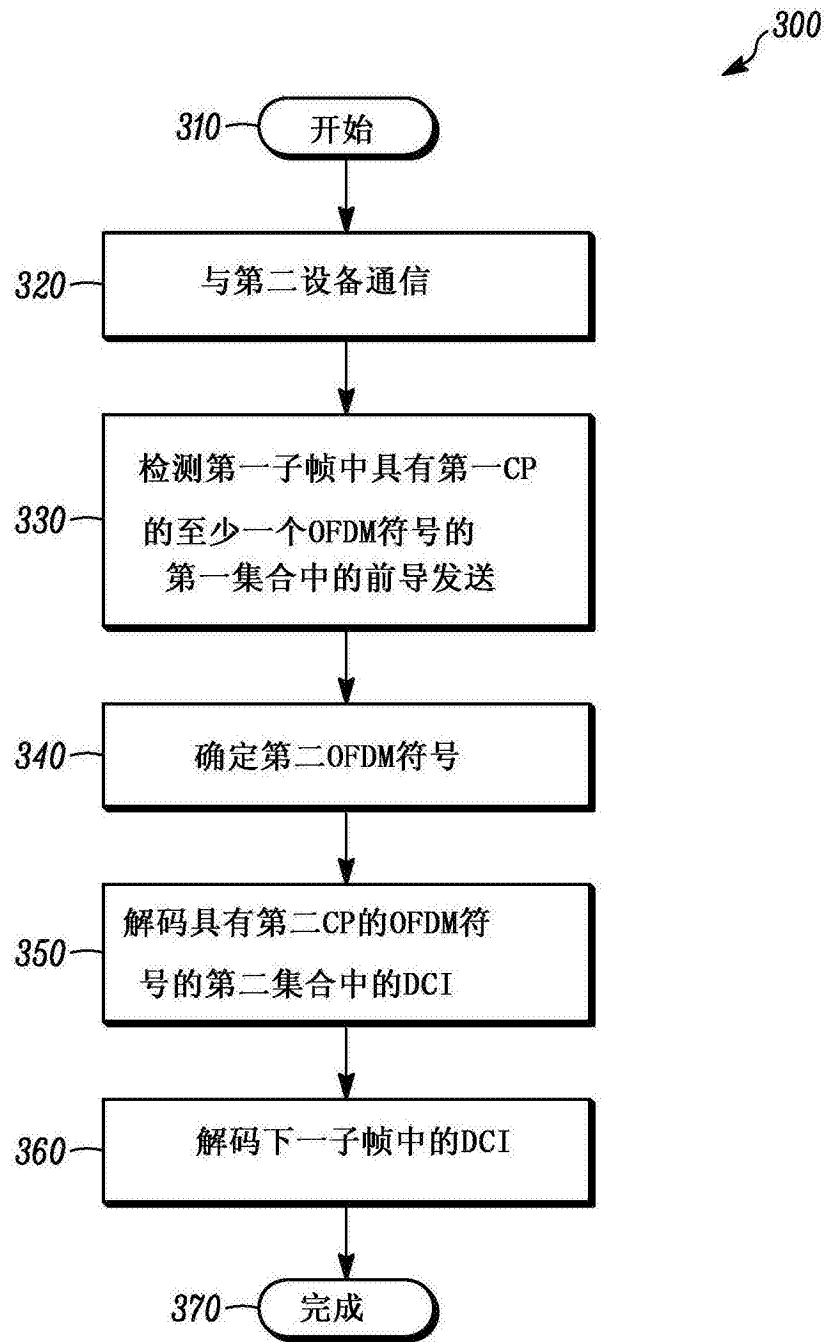 300
310
开始
320
与第二设备通信
330
检测第一子帧中具有第一CP
的至少一个OFDM符号的
第一集合中的前导发送
340
确定第二OFDM符号
350
解码具有第二CP的OFDM符
号的第二集合中的DCI
360
解码下一子帧中的DCI
370
完成